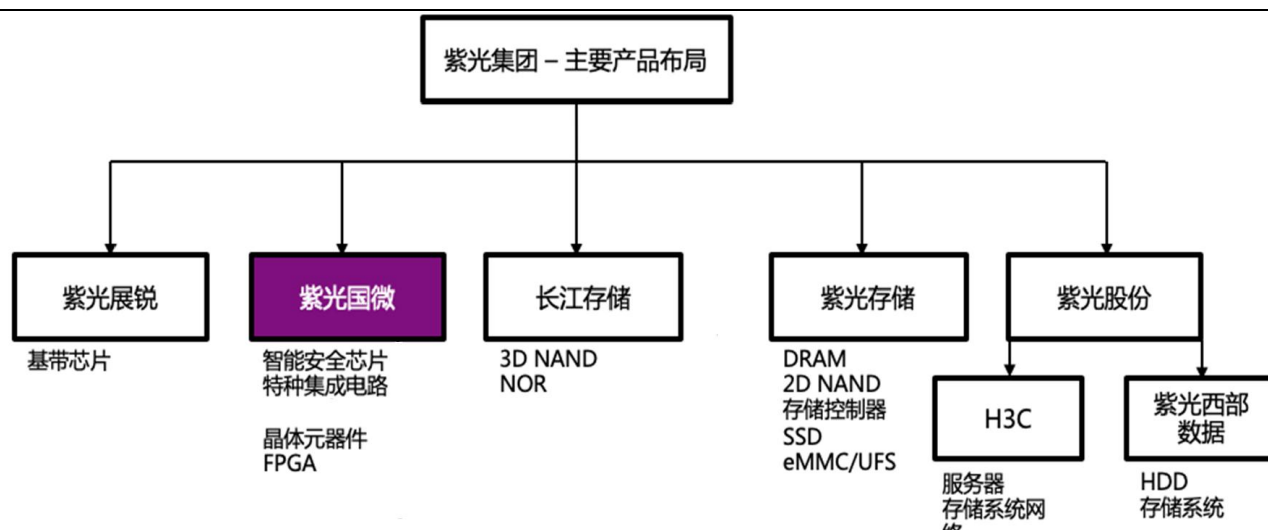 紫光集团 – 主要产品布局
紫光展锐
基带芯片
紫光国微
智能安全芯片
特种集成电路
晶体元器件
FPGA
长江存储
3D NAND
NOR
紫光存储
DRAM
2D NAND
存储控制器
SSD
eMMC/UFS
紫光股份
H3C
服务器
存储系统网
紫光西部
数据
HDD
存储系统